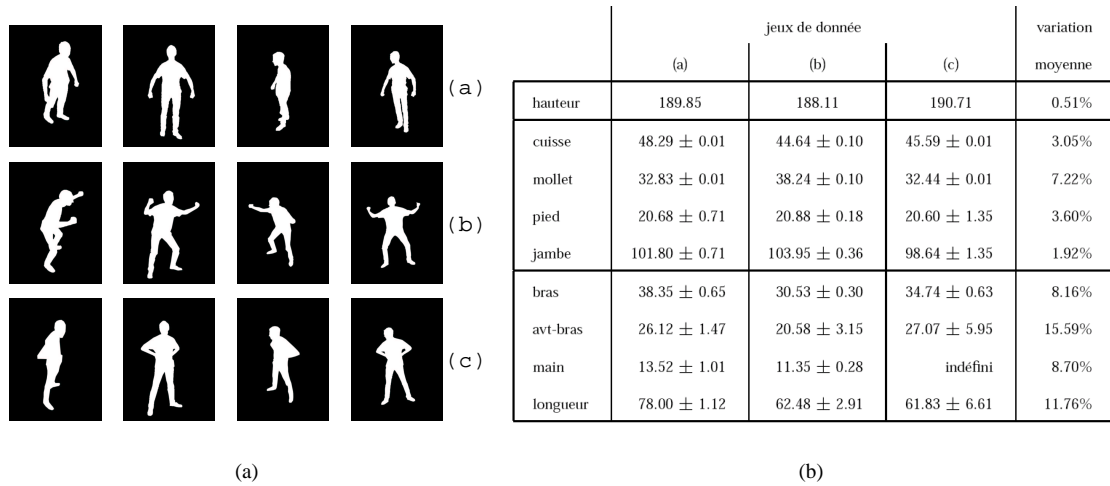 (a)
(b)
(c)
jeux de donnée variation
(a) (b) (c) moyenne
hauteur 189.85 188.11 190.71 0.51%
cuisse 48.29 ± 0.01 44.64 ± 0.10 45.59 ± 0.01 3.05%
mollet 32.83 ± 0.01 38.24 ± 0.10 32.44 ± 0.01 7.22%
pied 20.68 ± 0.71 20.88 ± 0.18 20.60 ± 1.35 3.60%
jambe 101.80 ± 0.71 103.95 ± 0.36 98.64 ± 1.35 1.92%
bras 38.35 ± 0.65 30.53 ± 0.30 34.74 ± 0.63 8.16%
avt-bras 26.12 ± 1.47 20.58 ± 3.15 27.07 ± 5.95 15.59%
main 13.52 ± 1.01 11.35 ± 0.28 indéfini 8.70%
longueur 78.00 ± 1.12 62.48 ± 2.91 61.83 ± 6.61 11.76%
(a) (b)